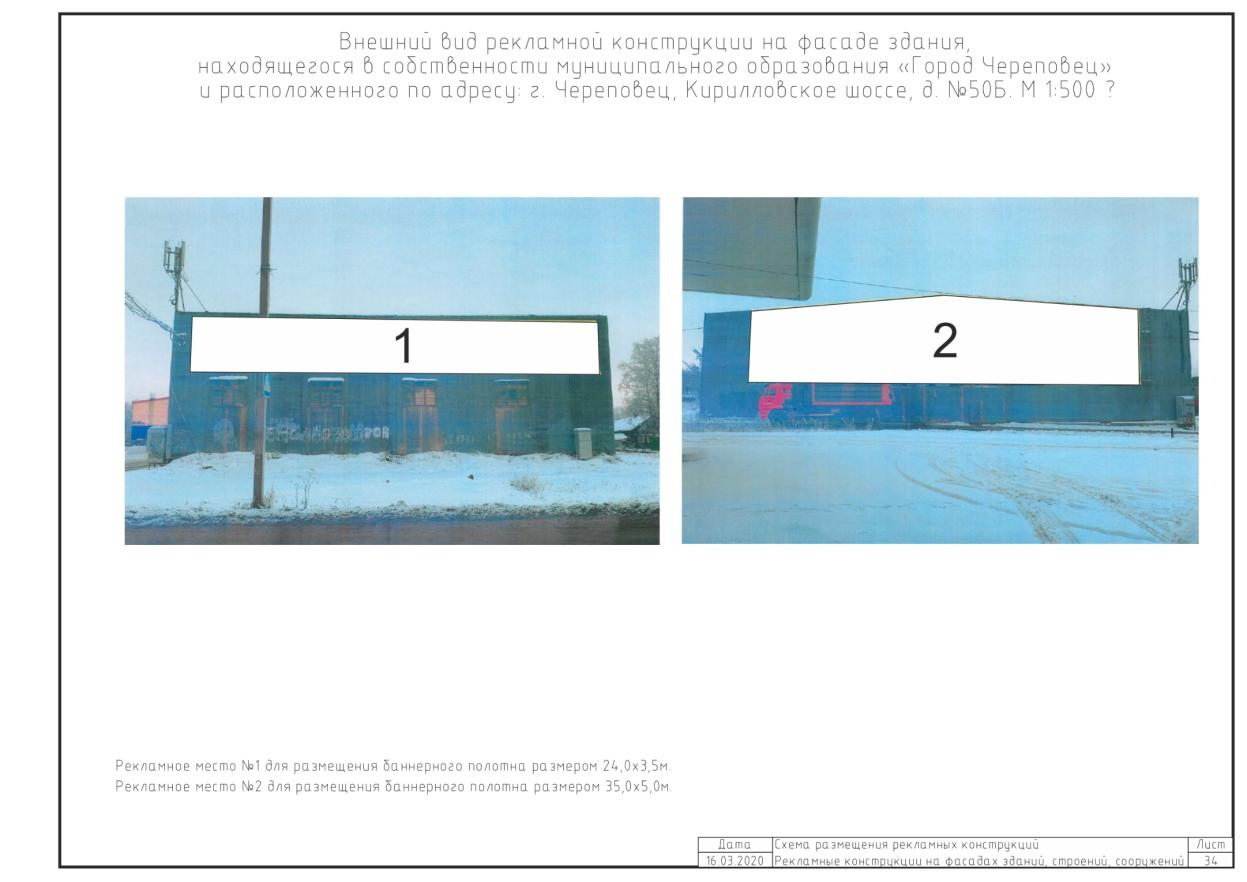 Внешний вид рекламной конструкции на фасаде здания,
находящегося в собственности муниципального образования «Город Череповец»
и расположенного по адресу: г. Череповец, Кирилловское шоссе, д. №50Б. М 1:500 ?
1
2
Рекламное место №1 для размещения баннерного полотна размером 24,0х3,5м.
Рекламное место №2 для размещения баннерного полотна размером 35,0х5,0м.
Дата Схема размещения рекламных конструкций Лист
16.03.2020 Рекламные конструкции на фасадах зданий, строений, сооружений 34